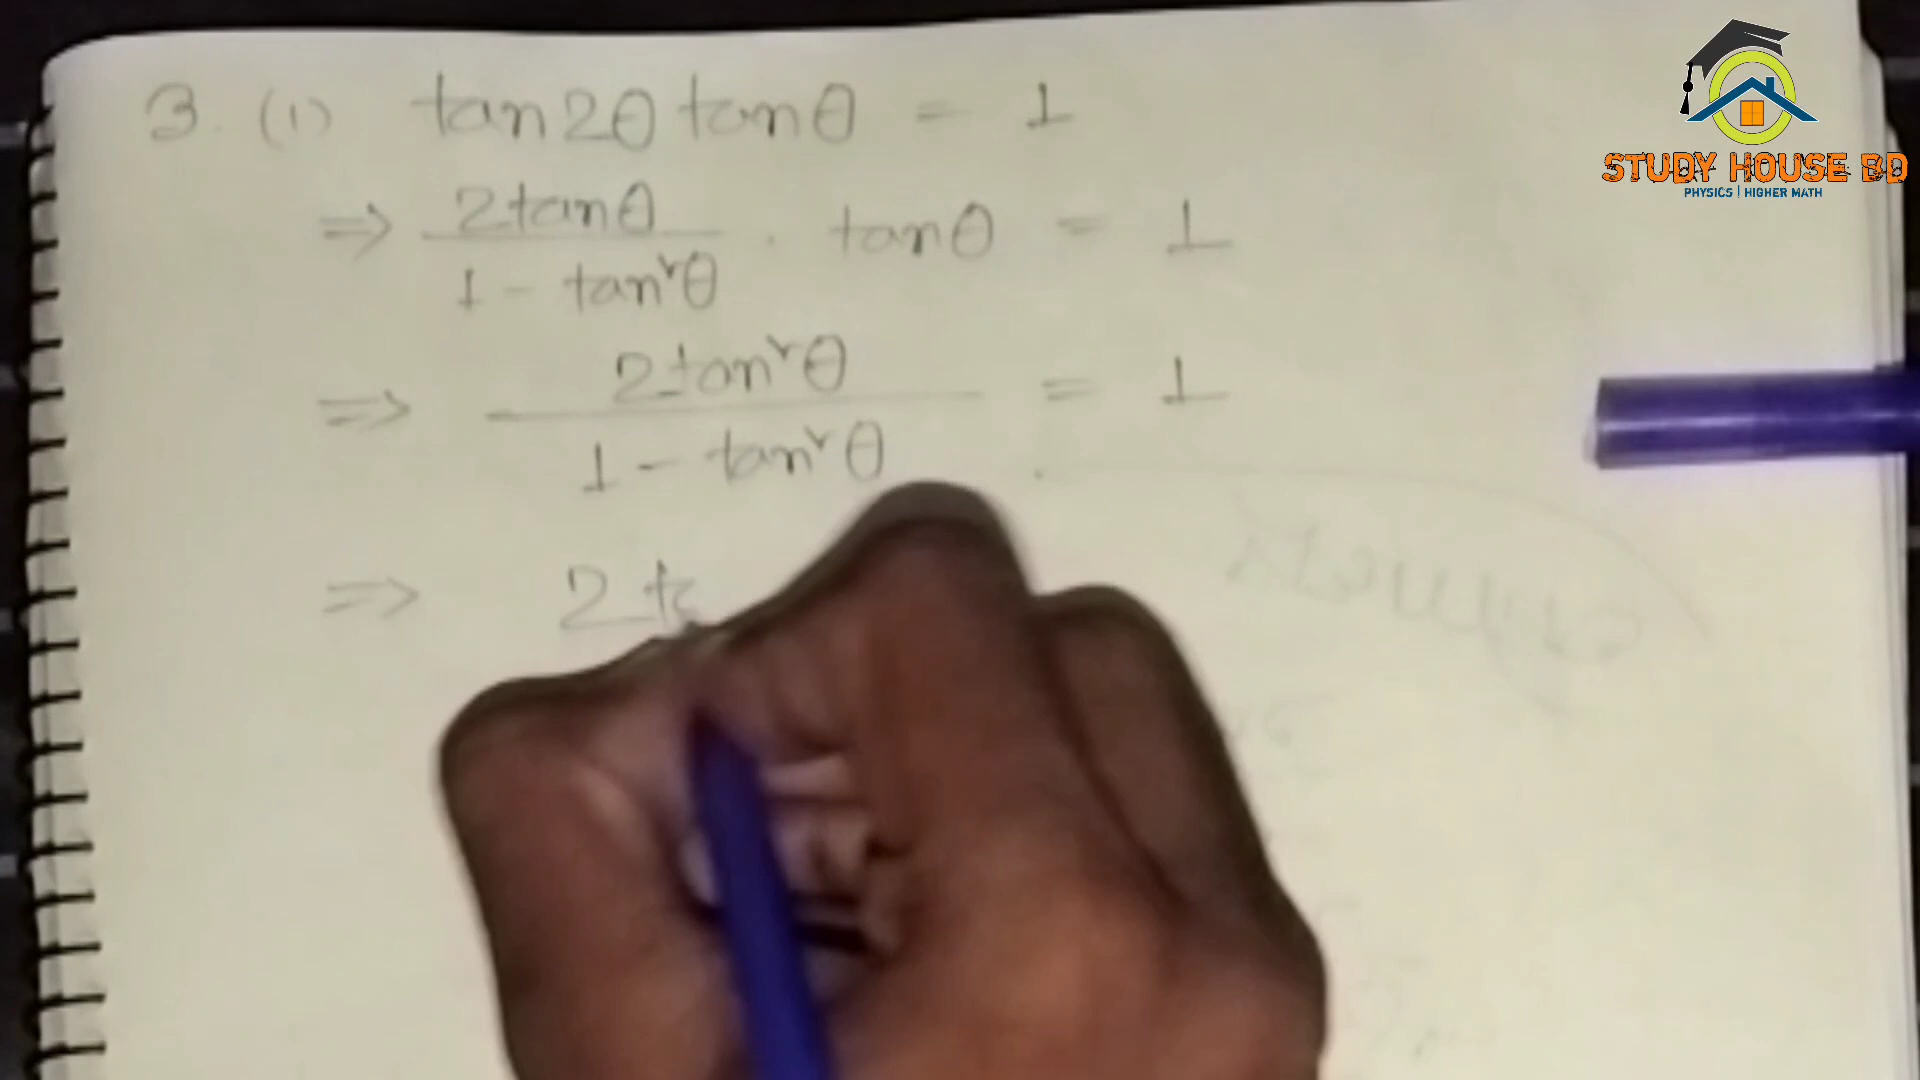 3. (1) tan2θ tanθ = 1
⇒ 2tanθ / 1 - tan²θ . tanθ = 1
⇒ 2tan²θ / 1 - tan²θ = 1
⇒ 2 t
STUDY HOUSE BD
PHYSICS | HIGHER MATH